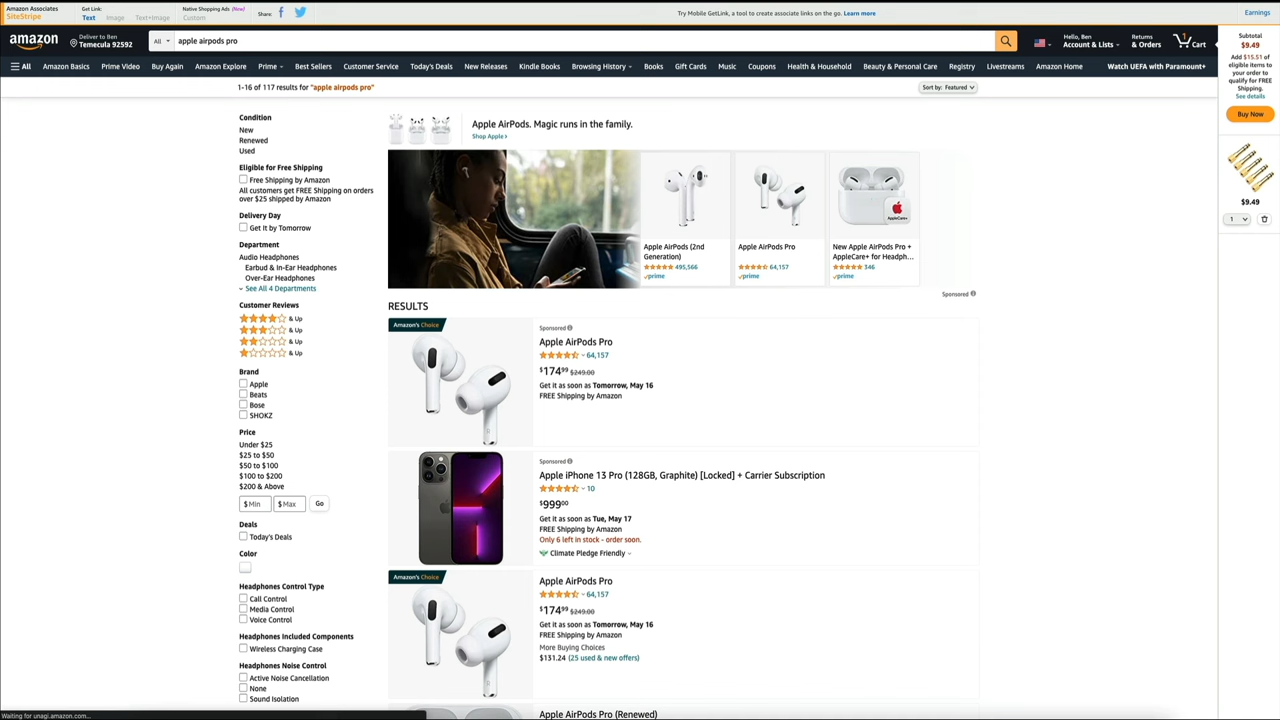 Amazon Associates
SiteStripe
Get Link:
Text Image Text+Image
Native Shopping Ads (New)
Custom
Share:
Try Mobile GetLink, a tool to create associate links on the go. Learn more
Earnings
amazon
Deliver to Ben
Temecula 92592
All
apple airpods pro
Hello, Ben
Account & Lists
Returns
& Orders
1
Cart
All
Amazon Basics
Prime Video
Buy Again
Amazon Explore
Prime
Best Sellers
Customer Service
Today's Deals
New Releases
Kindle Books
Browsing History
Books
Gift Cards
Music
Coupons
Health & Household
Beauty & Personal Care
Registry
Livestreams
Amazon Home
Watch UEFA with Paramount+
Subtotal
$9.49
Add $15.51 of
eligible items to
your order to
qualify for FREE
Shipping.
See details
Buy Now
$9.49
1
1-16 of 117 results for "apple airpods pro"
Sort by: Featured
Condition
New
Renewed
Used
Eligible for Free Shipping
Free Shipping by Amazon
All customers get FREE Shipping on orders
over $25 shipped by Amazon
Delivery Day
Get It by Tomorrow
Department
Audio Headphones
Earbud & In-Ear Headphones
Over-Ear Headphones
See All 4 Departments
Customer Reviews
& Up
& Up
& Up
& Up
Brand
Apple
Beats
Bose
SHOKZ
Price
Under $25
$25 to $50
$50 to $100
$100 to $200
$200 & Above
$ Min
$ Max
Go
Deals
Today's Deals
Color
Headphones Control Type
Call Control
Media Control
Voice Control
Headphones Included Components
Wireless Charging Case
Headphones Noise Control
Active Noise Cancellation
None
Sound Isolation
Apple AirPods. Magic runs in the family.
Shop Apple ›
Apple AirPods (2nd
Generation)
495,566
prime
Apple AirPods Pro
64,157
prime
AppleCare+
New Apple AirPods Pro +
AppleCare+ for Headph...
346
prime
Sponsored
RESULTS
Amazon's Choice
Sponsored
Apple AirPods Pro
64,157
$174.99 $249.00
Get it as soon as Tomorrow, May 16
FREE Shipping by Amazon
Sponsored
Apple iPhone 13 Pro (128GB, Graphite) [Locked] + Carrier Subscription
10
$999.00
Get it as soon as Tue, May 17
FREE Shipping by Amazon
Only 6 left in stock - order soon.
Climate Pledge Friendly
Amazon's Choice
Apple AirPods Pro
64,157
$174.99 $249.00
Get it as soon as Tomorrow, May 16
FREE Shipping by Amazon
More Buying Choices
$131.24 (25 used & new offers)
Apple AirPods Pro (Renewed)
Waiting for unagi.amazon.com...